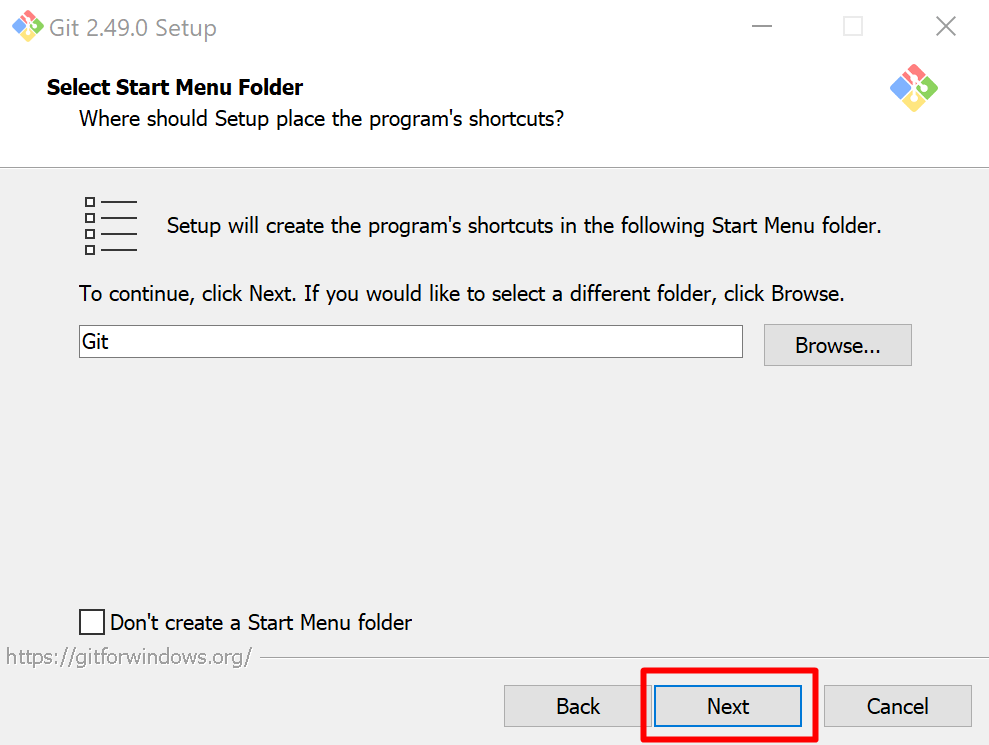 Git 2.49.0 Setup
Select Start Menu Folder
Where should Setup place the program's shortcuts?
Setup will create the program's shortcuts in the following Start Menu folder.
To continue, click Next. If you would like to select a different folder, click Browse.
Git
Browse...
Don't create a Start Menu folder
https://gitforwindows.org/
Back
Next
Cancel